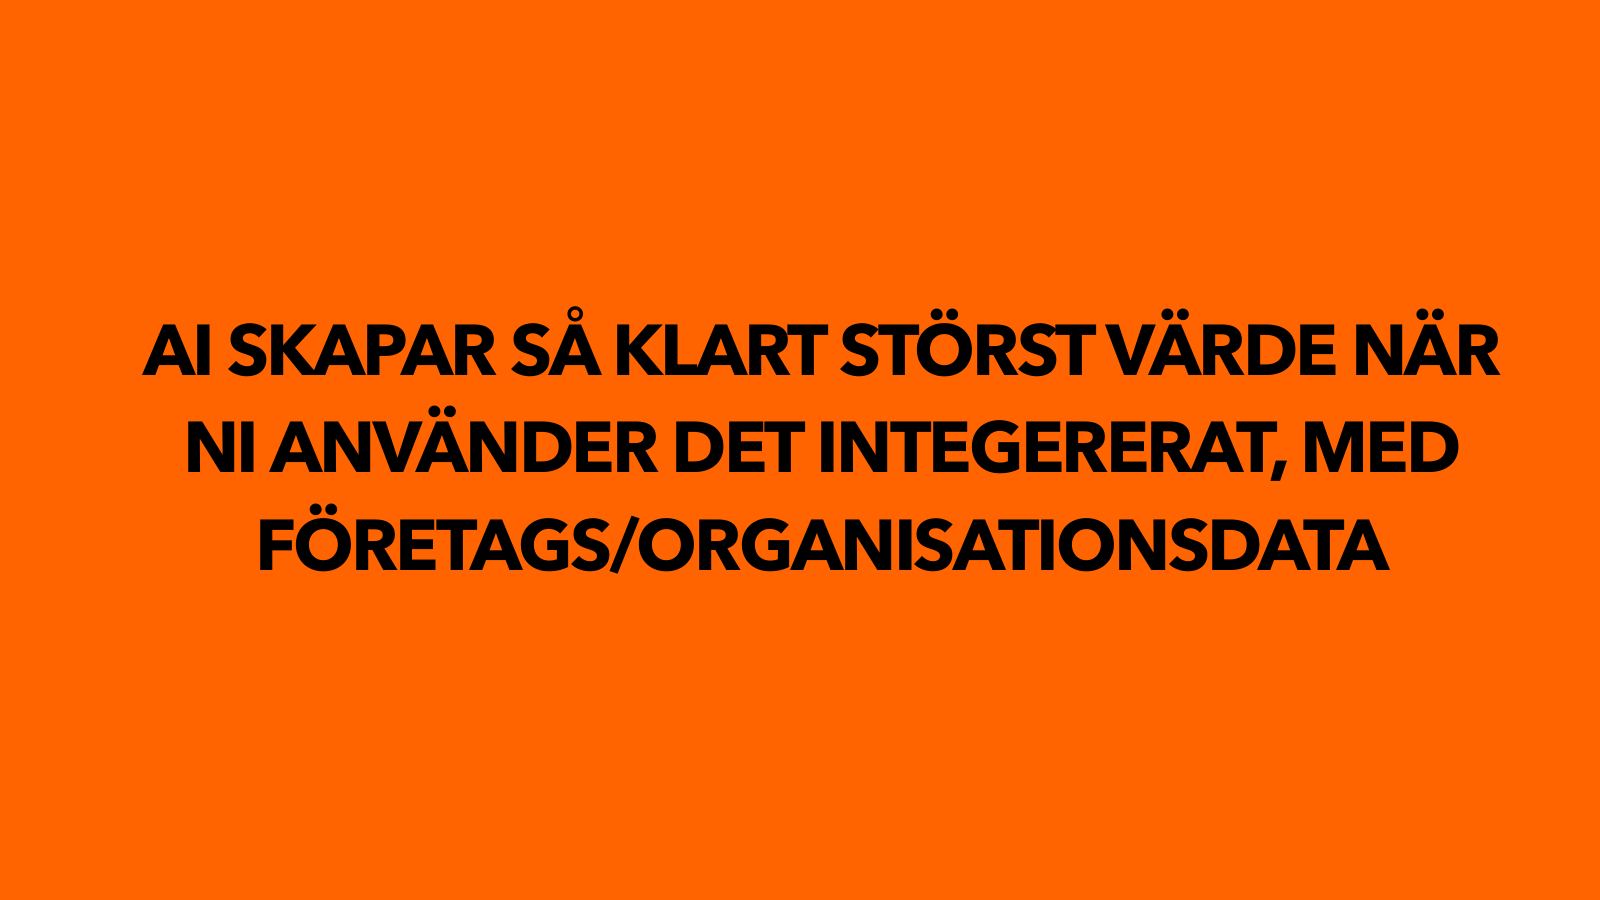 AI SKAPAR SÅ KLART STÖRST VÄRDE NÄR
NI ANVÄNDER DET INTEGERERAT, MED
FÖRETAGS/ORGANISATIONSDATA